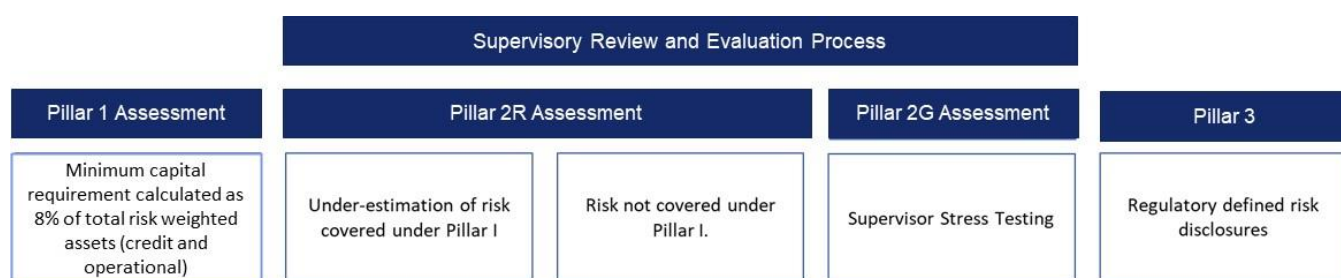 Supervisory Review and Evaluation Process
Pillar 1 Assessment
Pillar 2R Assessment
Pillar 2G Assessment
Pillar 3
Minimum capital
requirement calculated as
8% of total risk weighted
assets (credit and
operational)
Under-estimation of risk
covered under Pillar I
Risk not covered under
Pillar I.
Supervisor Stress Testing
Regulatory defined risk
disclosures